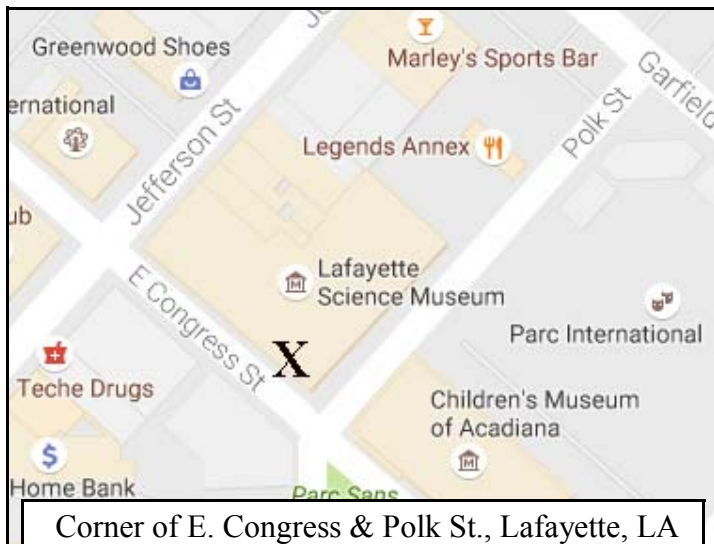 Je
Greenwood Shoes
Marley's Sports Bar
Garfield
ernational
Jefferson St
Legends Annex
Polk St
ub
Lafayette
Science Museum
E Congress St
X
Parc International
Teche Drugs
Children's Museum
of Acadiana
$
Home Bank
Parc Sans
Corner of E. Congress & Polk St., Lafayette, LA